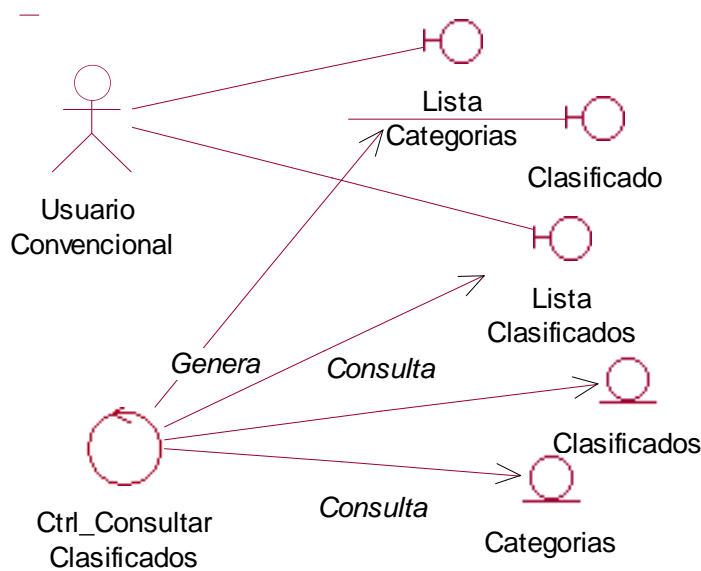 Lista
Categorias
Clasificado
Usuario
Convencional
Lista
Clasificados
Genera
Consulta
Clasificados
Consulta
Categorias
Ctrl_Consultar
Clasificados